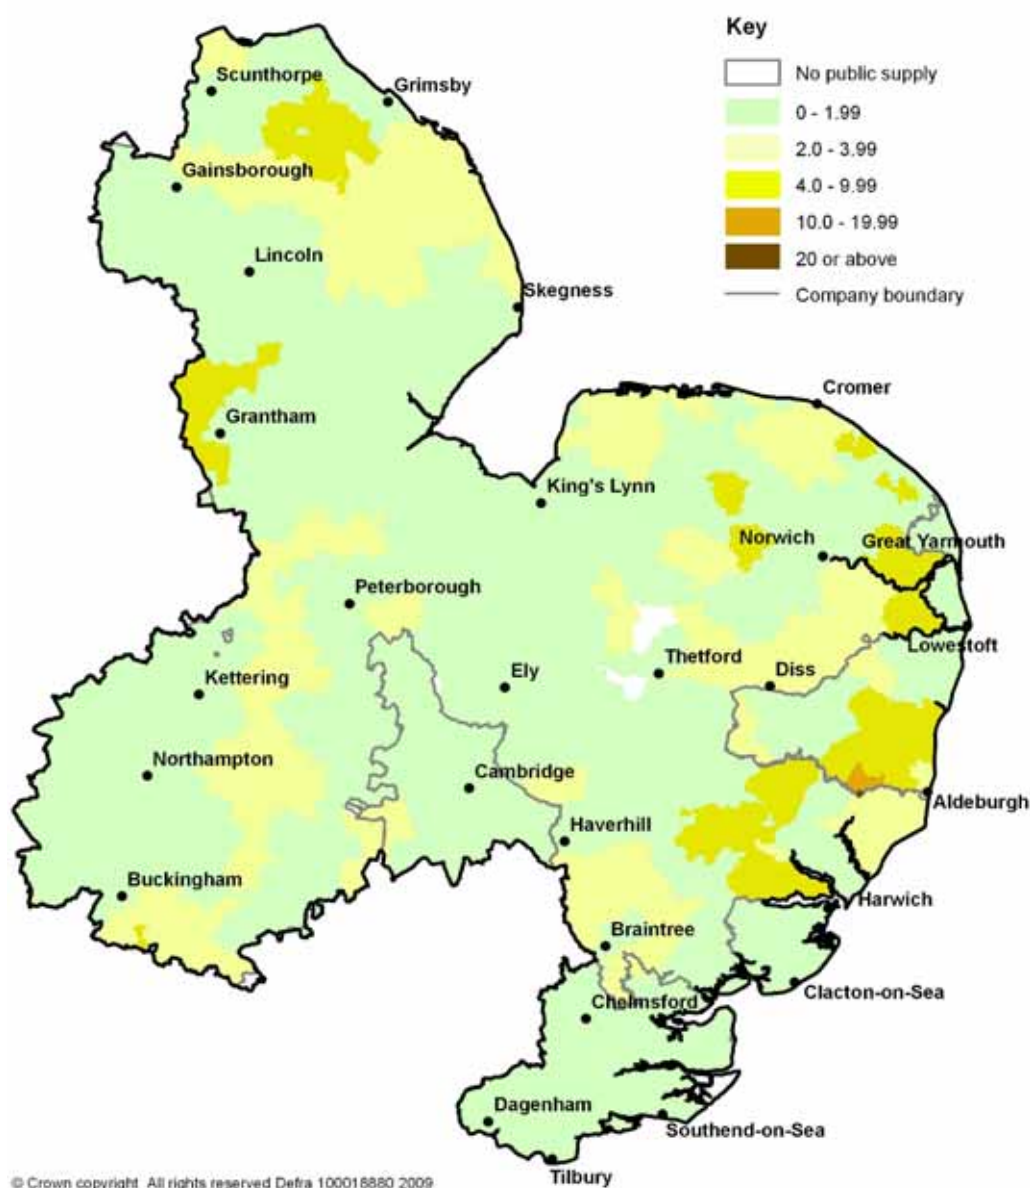 Key
No public supply
0 - 1.99
2.0 - 3.99
4.0 - 9.99
10.0 - 19.99
20 or above
Company boundary
Scunthorpe
Grimsby
Gainsborough
Lincoln
Skegness
Grantham
Cromer
King's Lynn
Norwich
Great Yarmouth
Peterborough
Lowestoft
Thetford
Diss
Ely
Kettering
Northampton
Cambridge
Aldeburgh
Haverhill
Buckingham
Harwich
Braintree
Clacton-on-Sea
Chelmsford
Dagenham
Southend-on-Sea
Tilbury
© Crown copyright All rights reserved Defra 100018880 2009